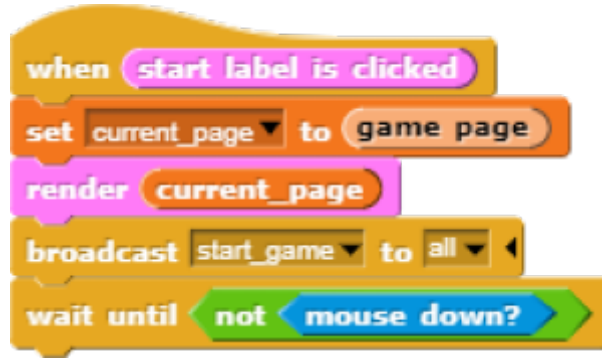 when start label is clicked
set current_page to game page
render current_page
broadcast start_game to all
wait until not mouse down?